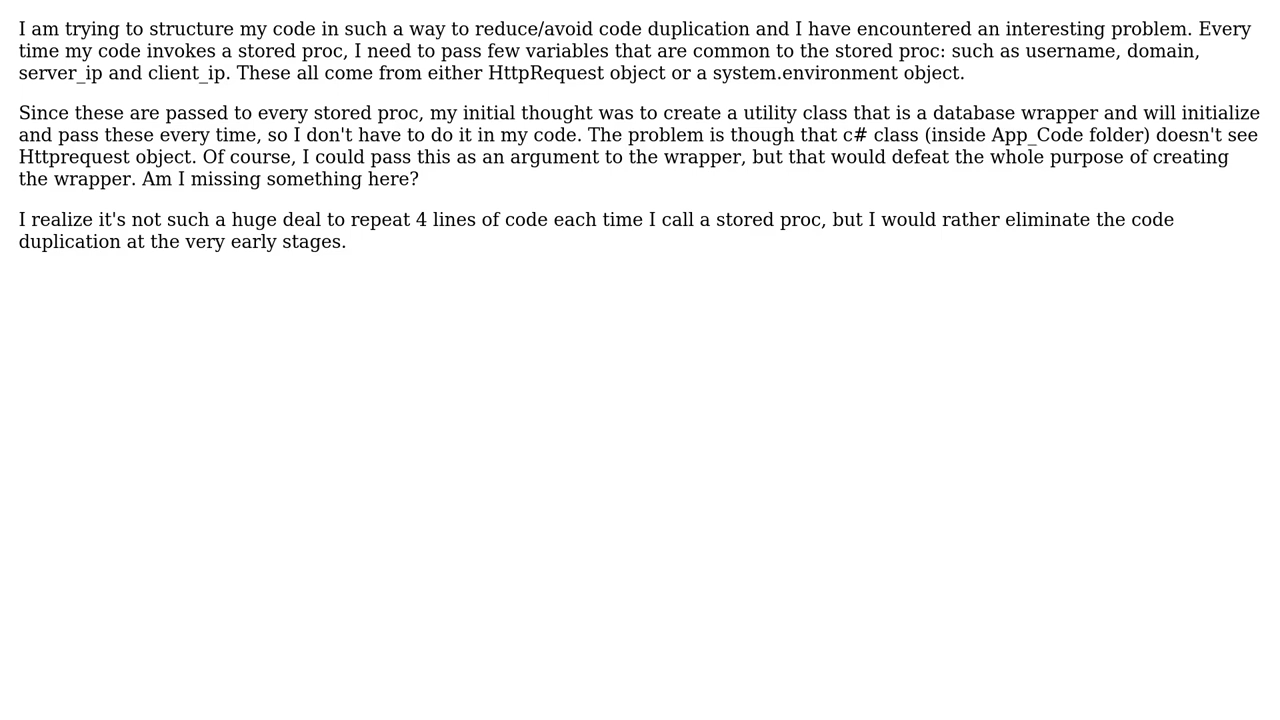 I am trying to structure my code in such a way to reduce/avoid code duplication and I have encountered an interesting problem. Every
time my code invokes a stored proc, I need to pass few variables that are common to the stored proc: such as username, domain,
server_ip and client_ip. These all come from either HttpRequest object or a system.environment object.
Since these are passed to every stored proc, my initial thought was to create a utility class that is a database wrapper and will initialize
and pass these every time, so I don't have to do it in my code. The problem is though that c# class (inside App_Code folder) doesn't see
Httprequest object. Of course, I could pass this as an argument to the wrapper, but that would defeat the whole purpose of creating
the wrapper. Am I missing something here?
I realize it's not such a huge deal to repeat 4 lines of code each time I call a stored proc, but I would rather eliminate the code
duplication at the very early stages.